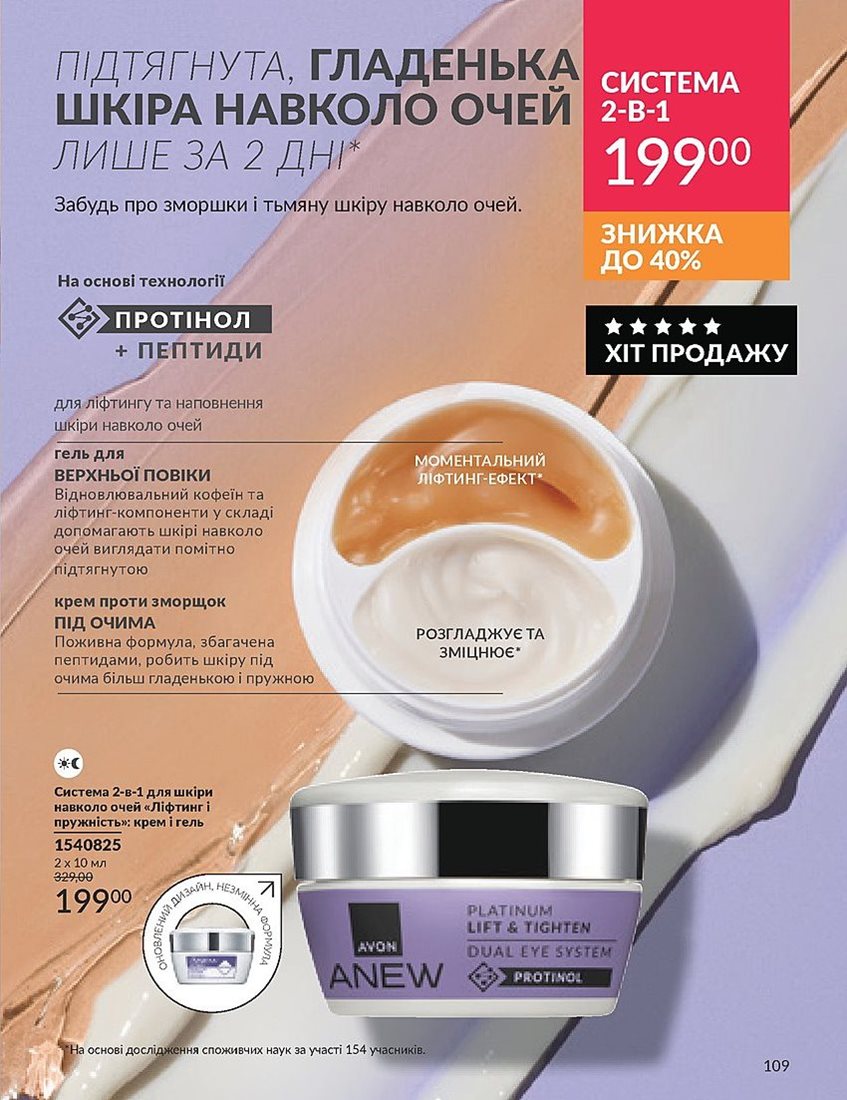 ПІДТЯГНУТА, ГЛАДЕНЬКА
ШКІРА НАВКОЛО ОЧЕЙ
ЛИШЕ ЗА 2 ДНІ*
Забудь про зморшки і тьмяну шкіру навколо очей.
СИСТЕМА
2-В-1
199⁰⁰
ЗНИЖКА
ДО 40%
ХІТ ПРОДАЖУ
На основі технології
ПРОТІНОЛ
+ ПЕПТИДИ
для ліфтингу та наповнення
шкіри навколо очей
гель для
ВЕРХНЬОЇ ПОВІКИ
Відновлювальний кофеїн та
ліфтинг-компоненти у складі
допомагають шкірі навколо
очей виглядати помітно
підтягнутою
крем проти зморщок
ПІД ОЧИМА
Поживна формула, збагачена
пептидами, робить шкіру під
очима більш гладенькою і пружною
МОМЕНТАЛЬНИЙ
ЛІФТИНГ-ЕФЕКТ*
РОЗГЛАДЖУЄ ТА
ЗМІЦНЮЄ*
Система 2-в-1 для шкіри
навколо очей «Ліфтинг і
пружність»: крем і гель
1540825
2 х 10 мл
329,00
199⁰⁰
ОНОВЛЕНИЙ ДИЗАЙН, НЕЗМІННА ФОРМУЛА
AVON
ANEW
PLATINUM
LIFT & TIGHTEN
DUAL EYE SYSTEM
PROTINOL
*На основі дослідження споживчих наук за участі 154 учасників.
109